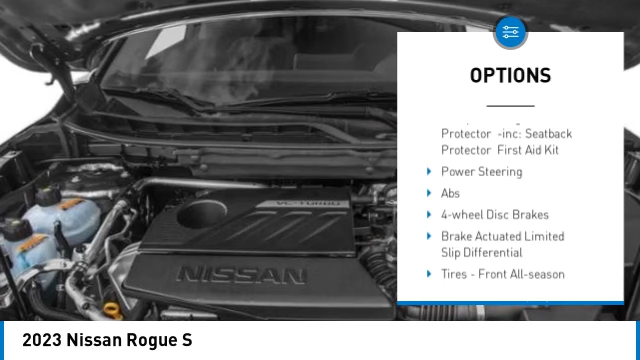 OPTIONS
Protector -inc: Seatback
Protector First Aid Kit
Power Steering
Abs
4-wheel Disc Brakes
Brake Actuated Limited
Slip Differential
Tires - Front All-season
VC-TURBO
NISSAN
2023 Nissan Rogue S